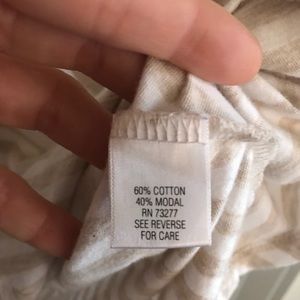 60% COTTON
40% MODAL
RN 73277
SEE REVERSE
FOR CARE